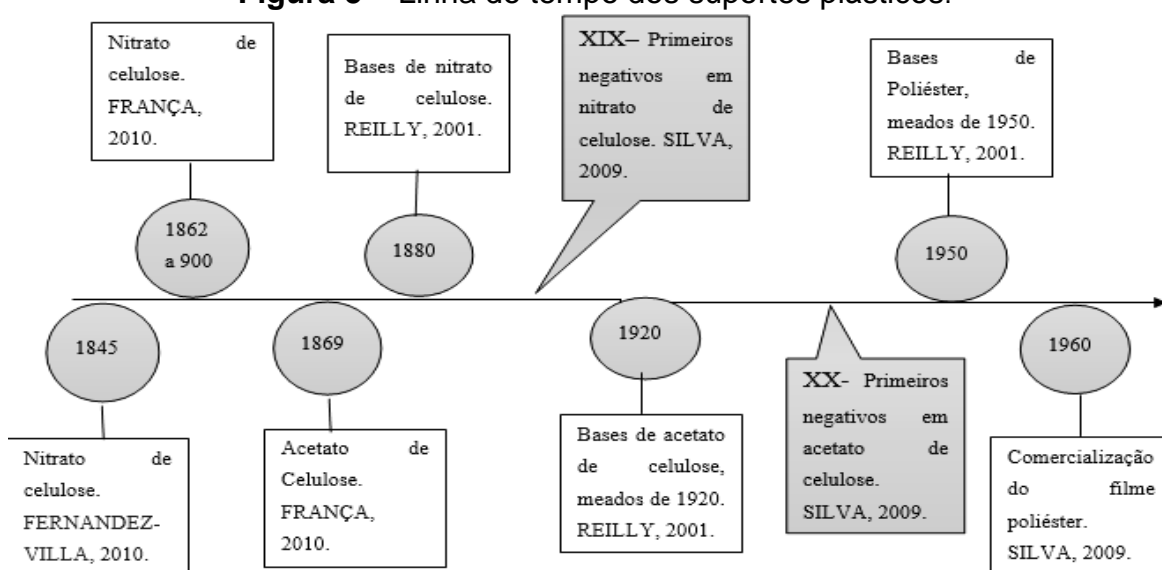 Figura 3 – Linha do tempo dos suportes plásticos.
Nitrato de
celulose.
FRANÇA,
2010.
Bases de nitrato
de celulose.
REILLY, 2001.
XIX– Primeiros
negativos em
nitrato de
celulose. SILVA,
2009.
Bases de
Poliéster,
meados de 1950.
REILLY, 2001.
1862
a 900
1880
1950
1845
1869
1920
1960
Nitrato de
celulose.
FERNANDEZ-
VILLA, 2010.
Acetato de
Celulose.
FRANÇA,
2010.
Bases de acetato
de celulose,
meados de 1920.
REILLY, 2001.
XX- Primeiros
negativos em
acetato de
celulose.
SILVA, 2009.
Comercialização
do filme
poliéster.
SILVA, 2009.